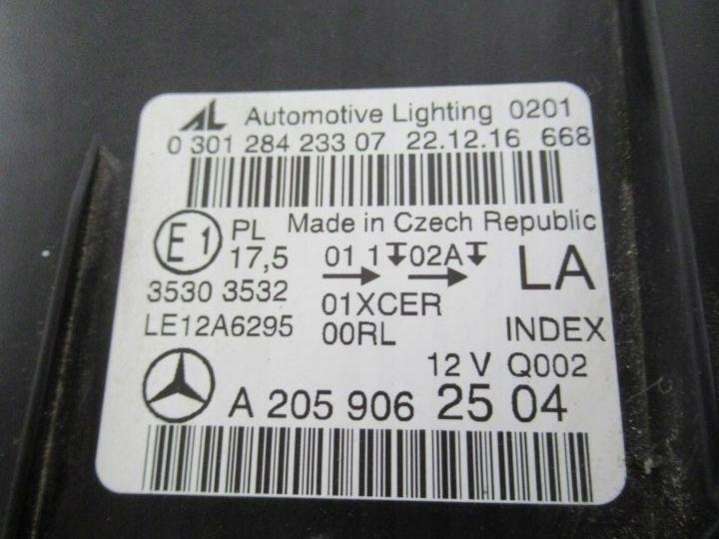 AL Automotive Lighting 0201
0 301 284 233 07 22.12.16 668
Made in Czech Republic
E1 PL 17,5
01 1 02A
LA
3530 3532
01XCER
LE12A6295
00RL
INDEX
12 V Q002
A 205 906 25 04